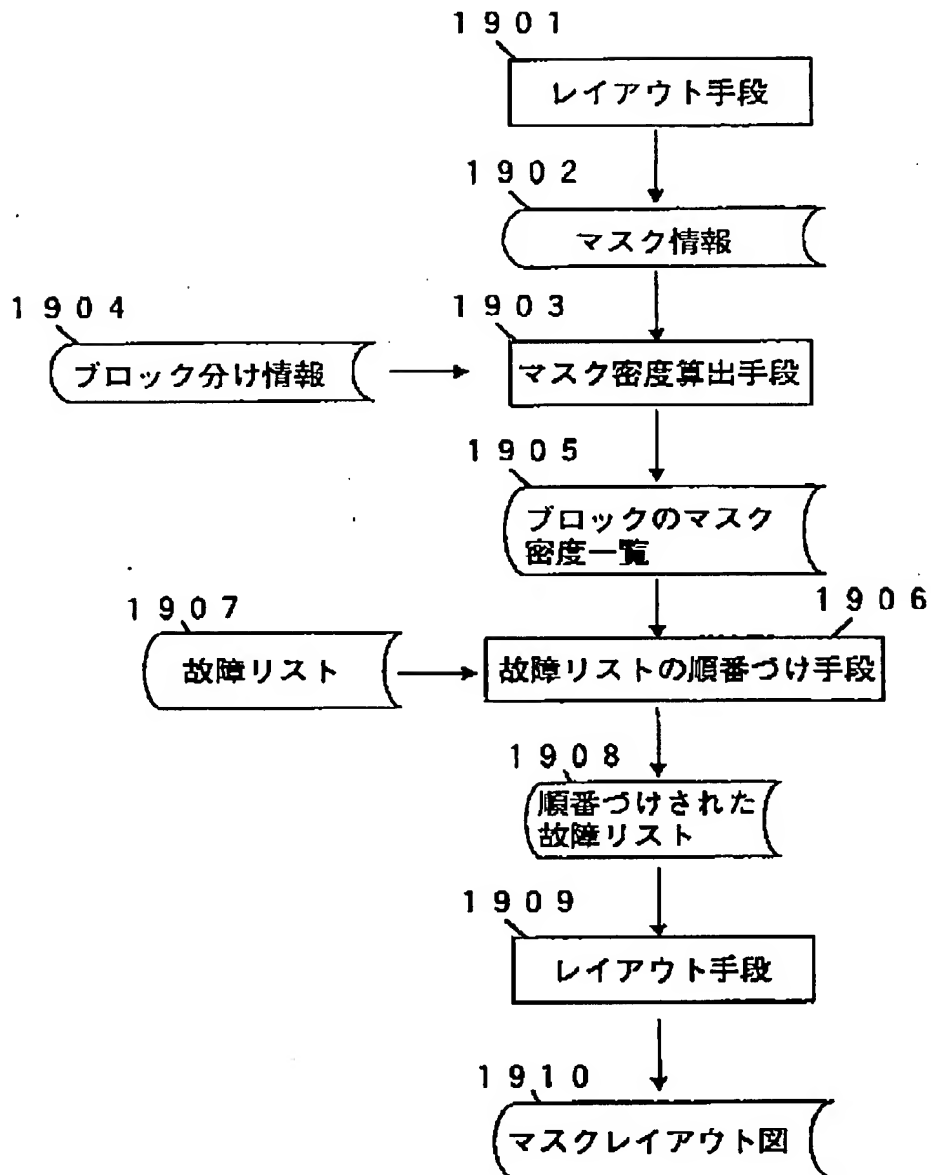 1901
レイアウト手段
1902
マスク情報
1904
ブロック分け情報
1903
マスク密度算出手段
1905
ブロックのマスク
密度一覧
1907
故障リスト
1906
故障リストの順番づけ手段
1908
順番づけされた
故障リスト
1909
レイアウト手段
1910
マスクレイアウト図